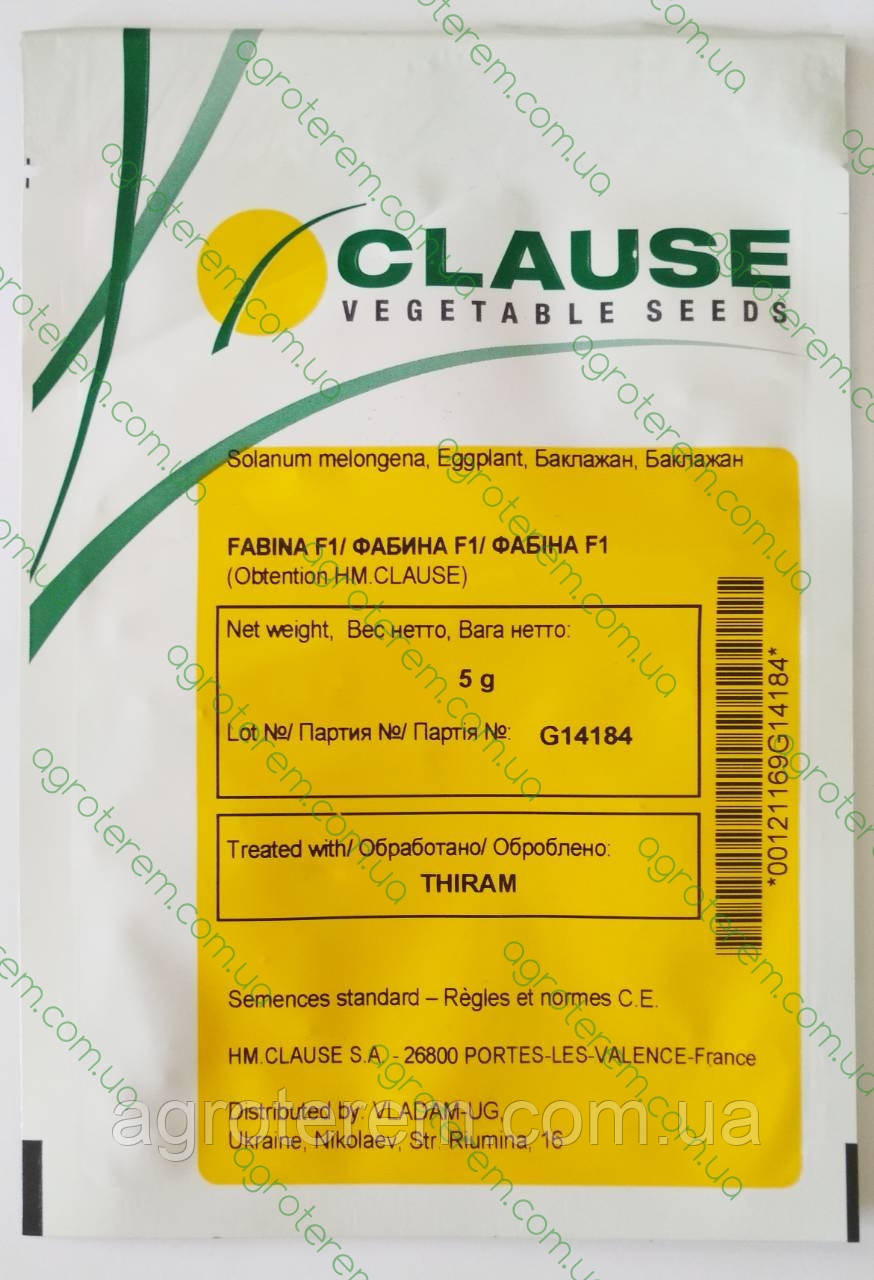 CLAUSE
VEGETABLE SEEDS
Solanum melongena, Eggplant, Баклажан, Баклажан
FABINA F1/ ФАБИНА F1/ ФАБІНА F1
(Obtention HM.CLAUSE)
Net weight, Вес нетто, Вага нетто:
5 g
Lot №/ Партия №/ Партія №: G14184
Treated with/ Обработано/ Оброблено:
THIRAM
*00121169G14184*
Semences standard – Règles et normes C.E.
HM.CLAUSE S.A. - 26800 PORTES-LES-VALENCE-France
Distributed by: VLADAM-UG,
Ukraine, Nikolaev, Str. Riumina, 16
agroterem.com.ua